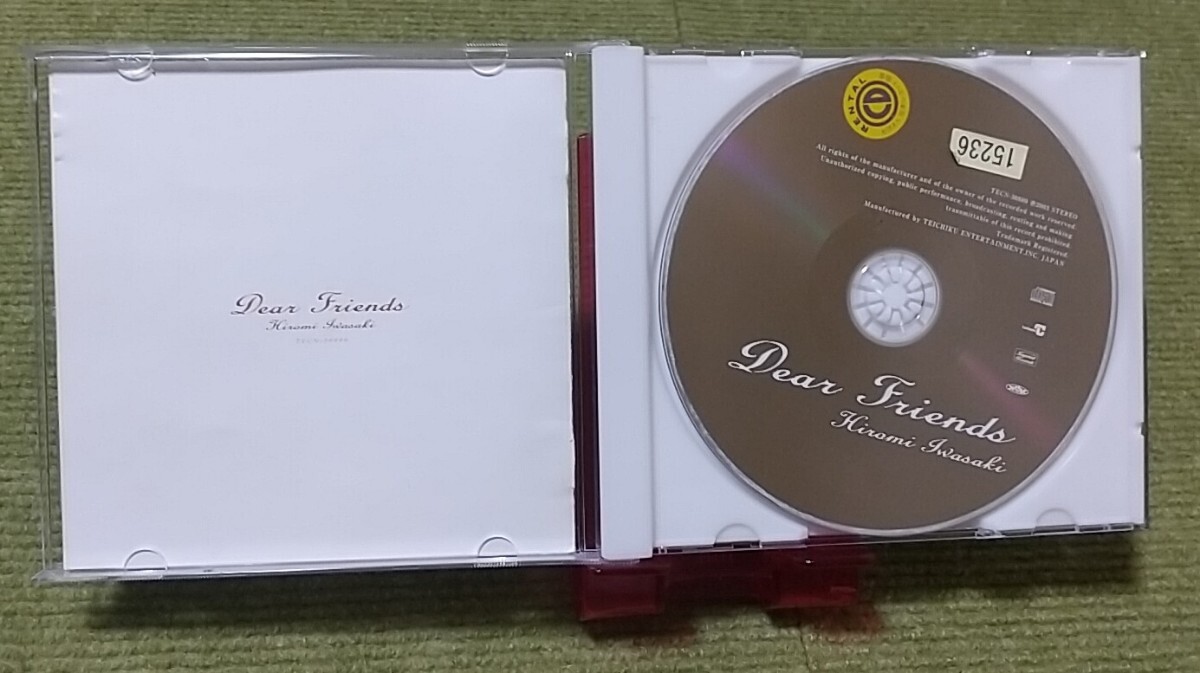 Dear Friends
Hiromi Iwasaki
RENTAL
e
15236
STEREO
All rights of the manufacturer and of the owner of the recorded work reserved.
Unauthorized copying, public performance, broadcasting, renting and making
transmittable of this record prohibited.
Trademark Registered.
Manufactured by TEICHIKU ENTERTAINMENT, INC. JAPAN
Dear Friends
Hiromi Iwasaki